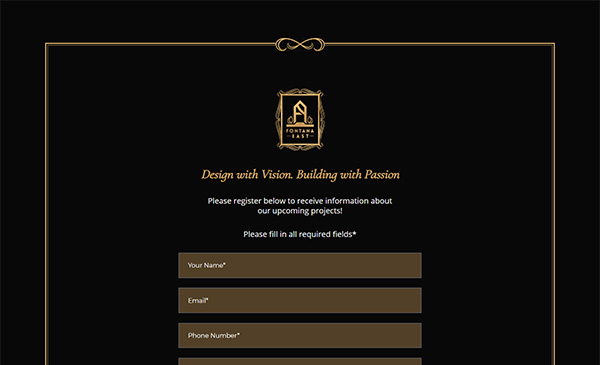 FONTANA
EAST
Design with Vision. Building with Passion
Please register below to receive information about
our upcoming projects!
Please fill in all required fields*
Your Name*
Email*
Phone Number*